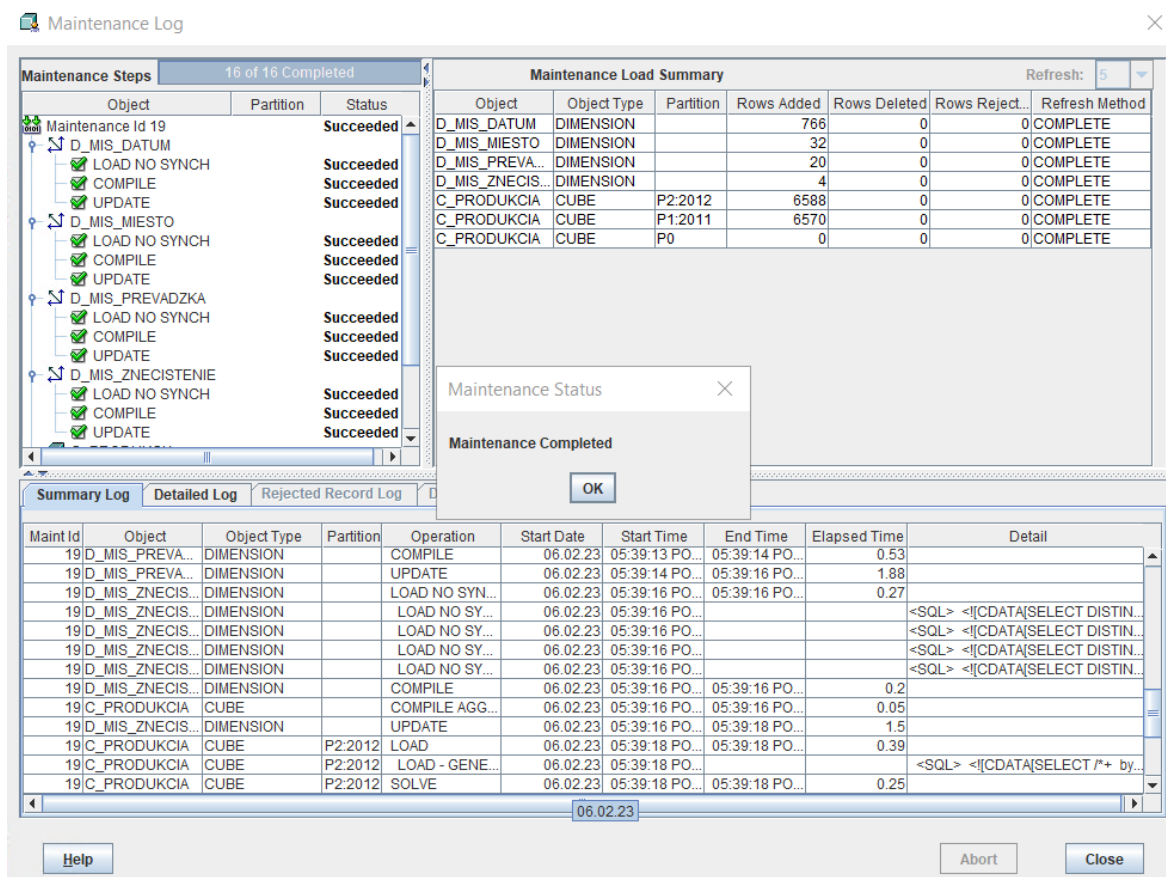 Maintenance Log
Maintenance Steps 16 of 16 Completed
Object Partition Status
Maintenance Id 19 Succeeded
D_MIS_DATUM
LOAD NO SYNCH Succeeded
COMPILE Succeeded
UPDATE Succeeded
D_MIS_MIESTO
LOAD NO SYNCH Succeeded
COMPILE Succeeded
UPDATE Succeeded
D_MIS_PREVADZKA
LOAD NO SYNCH Succeeded
COMPILE Succeeded
UPDATE Succeeded
D_MIS_ZNECISTENIE
LOAD NO SYNCH Succeeded
COMPILE Succeeded
UPDATE Succeeded
Maintenance Load Summary Refresh: 5
Object Object Type Partition Rows Added Rows Deleted Rows Reject... Refresh Method
D_MIS_DATUM DIMENSION 766 0 0 COMPLETE
D_MIS_MIESTO DIMENSION 32 0 0 COMPLETE
D_MIS_PREVA... DIMENSION 20 0 0 COMPLETE
D_MIS_ZNECIS... DIMENSION 4 0 0 COMPLETE
C_PRODUKCIA CUBE P2:2012 6588 0 0 COMPLETE
C_PRODUKCIA CUBE P1:2011 6570 0 0 COMPLETE
C_PRODUKCIA CUBE P0 0 0 0 COMPLETE
Maintenance Status
Maintenance Completed
OK
Summary Log Detailed Log Rejected Record Log D
Maint Id Object Object Type Partition Operation Start Date Start Time End Time Elapsed Time Detail
19 D_MIS_PREVA... DIMENSION COMPILE 06.02.23 05:39:13 PO... 05:39:14 PO... 0.53
19 D_MIS_PREVA... DIMENSION UPDATE 06.02.23 05:39:14 PO... 05:39:16 PO... 1.88
19 D_MIS_ZNECIS... DIMENSION LOAD NO SYN... 06.02.23 05:39:16 PO... 05:39:16 PO... 0.27
19 D_MIS_ZNECIS... DIMENSION LOAD NO SY... 06.02.23 05:39:16 PO... <SQL> <![CDATA[SELECT DISTIN...
19 D_MIS_ZNECIS... DIMENSION LOAD NO SY... 06.02.23 05:39:16 PO... <SQL> <![CDATA[SELECT DISTIN...
19 D_MIS_ZNECIS... DIMENSION LOAD NO SY... 06.02.23 05:39:16 PO... <SQL> <![CDATA[SELECT DISTIN...
19 D_MIS_ZNECIS... DIMENSION LOAD NO SY... 06.02.23 05:39:16 PO... <SQL> <![CDATA[SELECT DISTIN...
19 D_MIS_ZNECIS... DIMENSION COMPILE 06.02.23 05:39:16 PO... 05:39:16 PO... 0.2
19 C_PRODUKCIA CUBE COMPILE AGG... 06.02.23 05:39:16 PO... 05:39:16 PO... 0.05
19 D_MIS_ZNECIS... DIMENSION UPDATE 06.02.23 05:39:16 PO... 05:39:18 PO... 1.5
19 C_PRODUKCIA CUBE P2:2012 LOAD 06.02.23 05:39:18 PO... 05:39:18 PO... 0.39
19 C_PRODUKCIA CUBE P2:2012 LOAD - GENE... 06.02.23 05:39:18 PO... <SQL> <![CDATA[SELECT /*+ by...
19 C_PRODUKCIA CUBE P2:2012 SOLVE 06.02.23 05:39:18 PO... 05:39:18 PO... 0.25
06.02.23
Help Abort Close